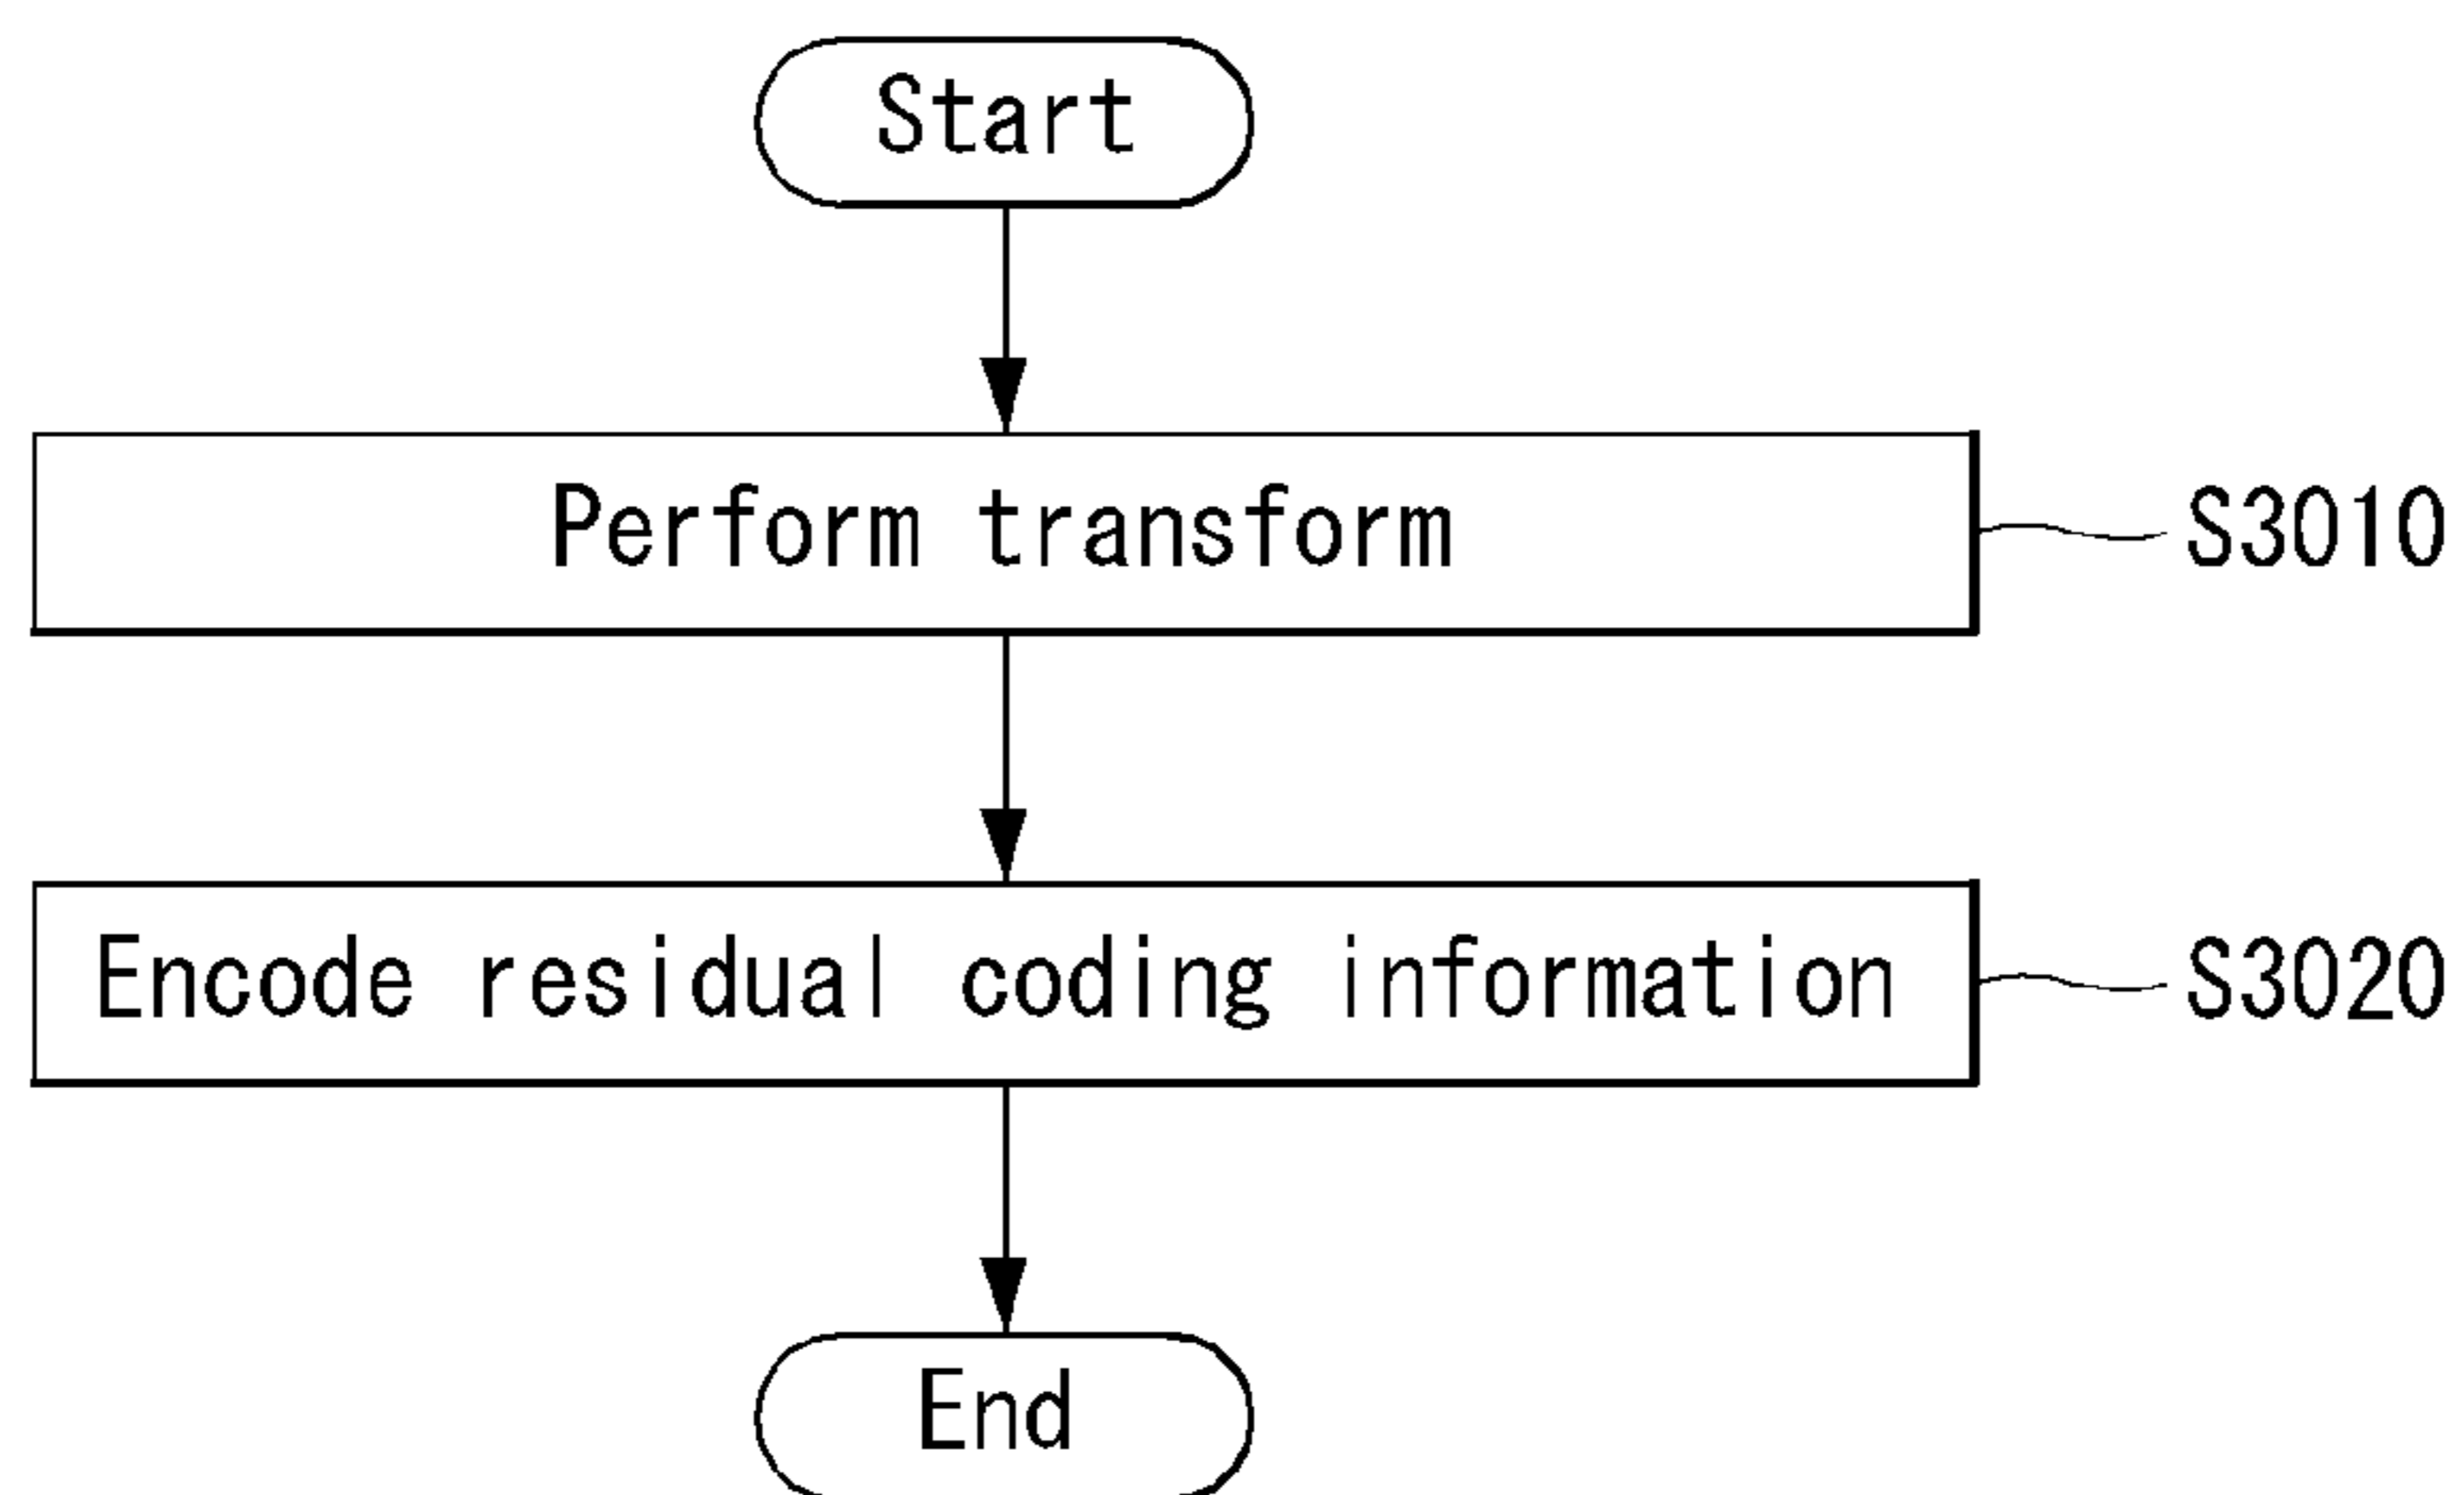 Start
Perform transform
S3010
Encode residual coding information
S3020
End